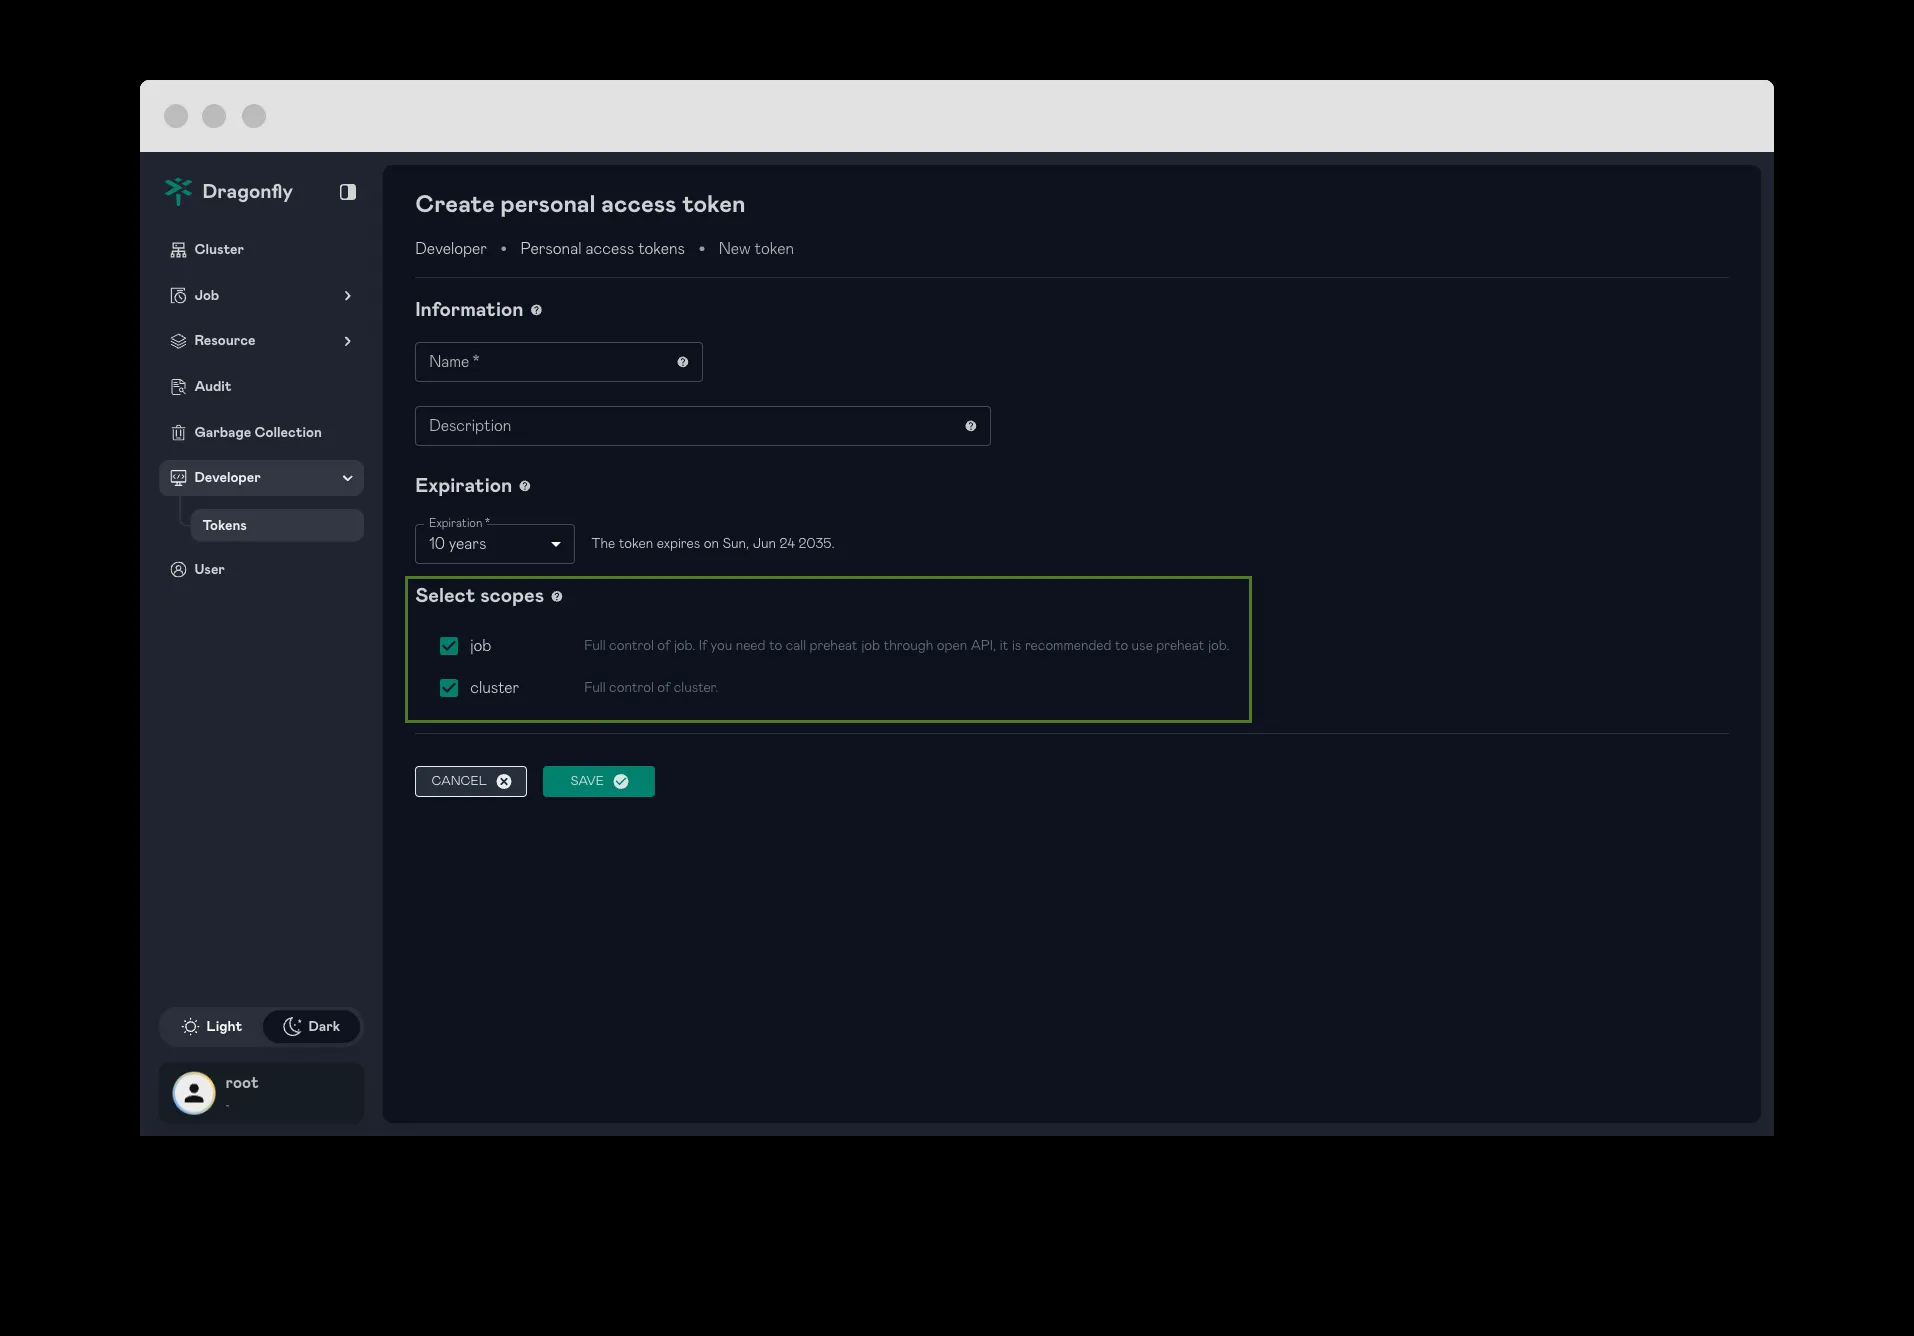 Dragonfly
Cluster
Job
Resource
Audit
Garbage Collection
Developer
Tokens
User
Light
Dark
root
-
Create personal access token
Developer • Personal access tokens • New token
Information
Name *
Description
Expiration
Expiration *
10 years
The token expires on Sun, Jun 24 2035.
Select scopes
job
Full control of job. If you need to call preheat job through open API, it is recommended to use preheat job.
cluster
Full control of cluster.
CANCEL
SAVE